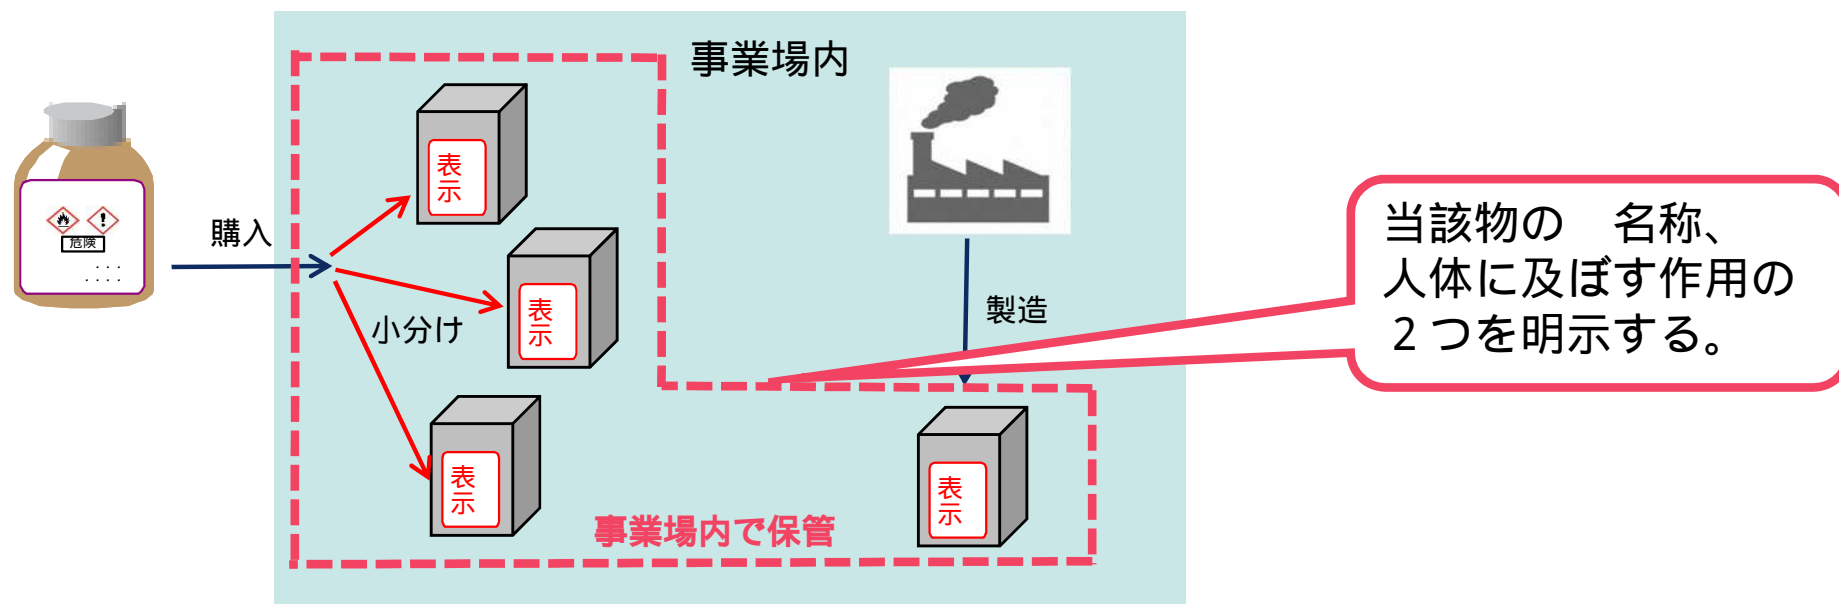 事業場内
表
示
表
示
表
示
危険
購入
小分け
製造
表
示
事業場内で保管
当該物の　名称、
人体に及ぼす作用の
２つを明示する。